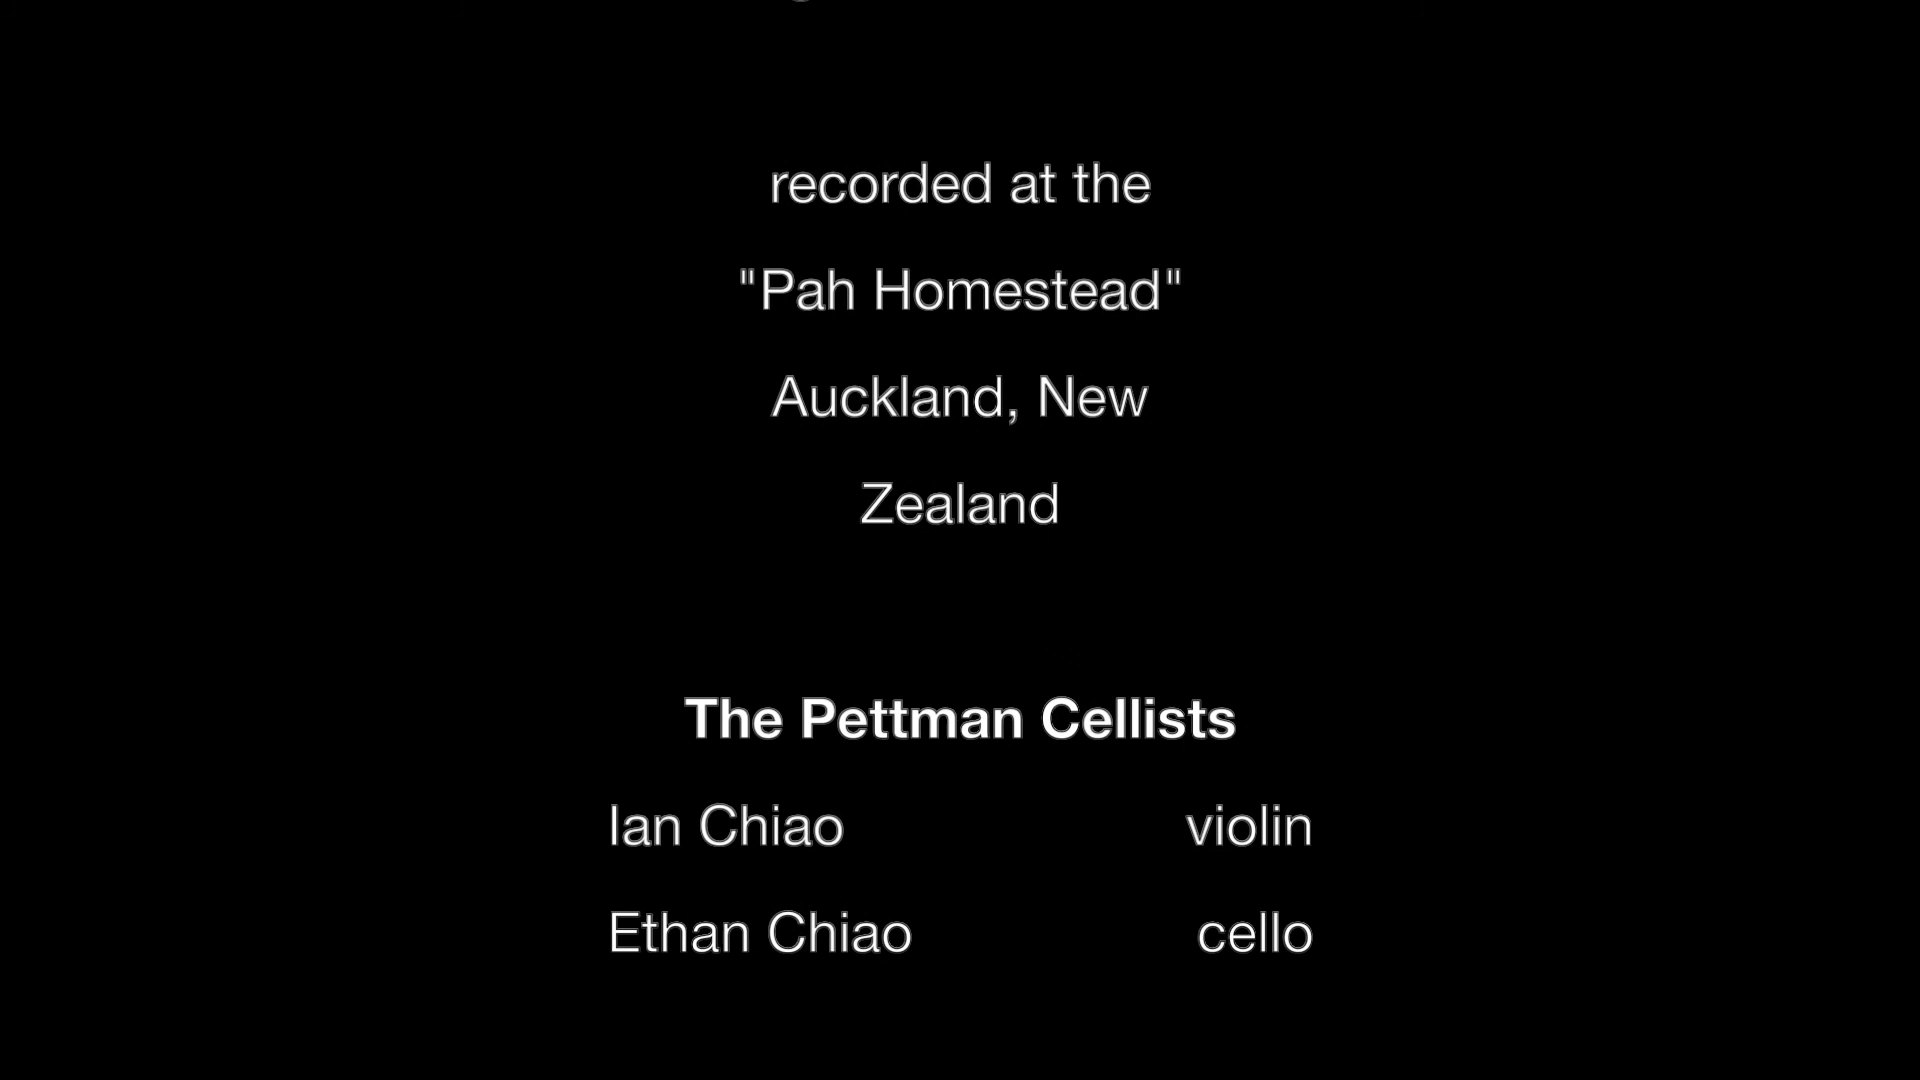 recorded at the
"Pah Homestead"
Auckland, New
Zealand
The Pettman Cellists
Ian Chiao violin
Ethan Chiao cello